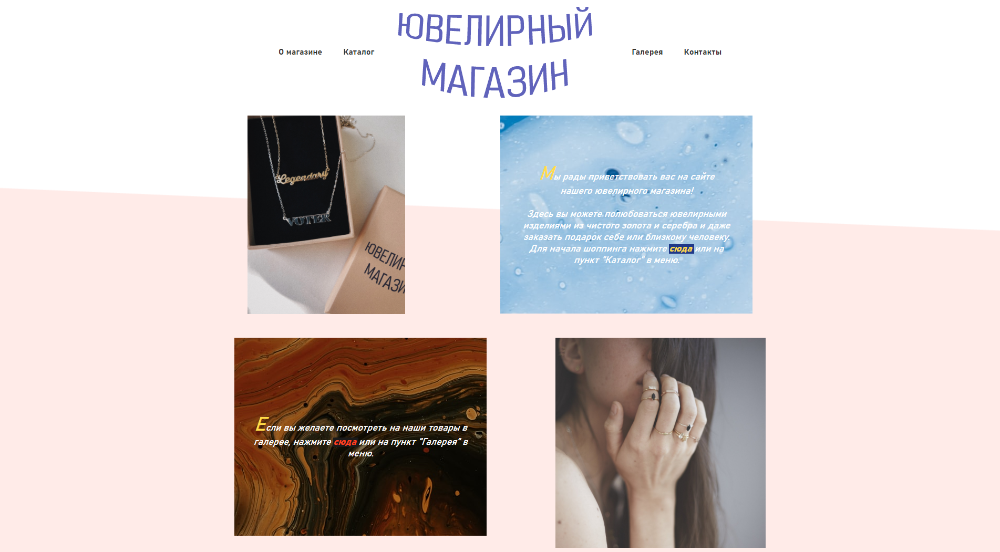 ЮВЕЛИРНЫЙ
МАГАЗИН
О магазине
Каталог
Галерея
Контакты
Legendary
VOTER
ЮВЕЛИР
МАГАЗИ
Мы рады приветствовать вас на сайте
нашего ювелирного магазина!
Здесь вы можете полюбоваться ювелирными
изделиями из чистого золота и серебра и даже
заказать подарок себе или близкому человеку.
Для начала шоппинга нажмите сюда или на
пункт "Каталог" в меню.
Если вы желаете посмотреть на наши товары в
галерее, нажмите сюда или на пункт "Галерея" в
меню.